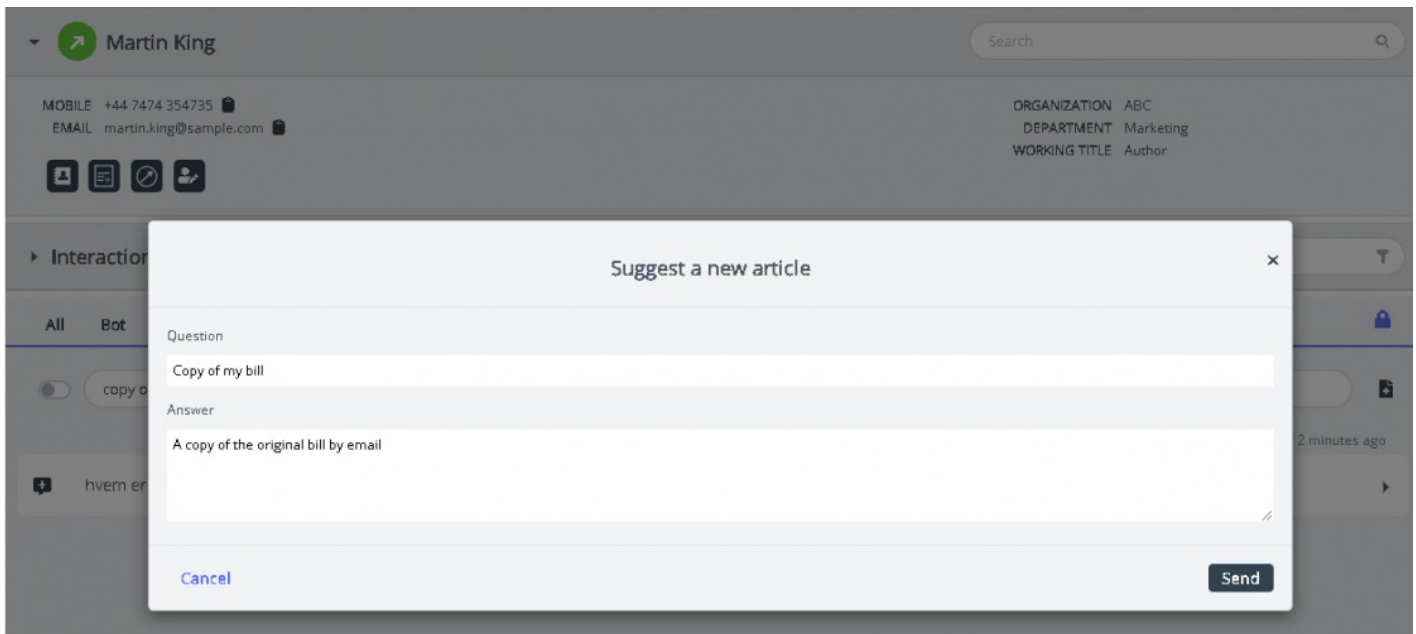 Martin King
Search
MOBILE +44 7474 354735
EMAIL martin.king@sample.com
ORGANIZATION ABC
DEPARTMENT Marketing
WORKING TITLE Author
Interaction
Suggest a new article
×
All Bot
Question
Copy of my bill
copy o
Answer
A copy of the original bill by email
2 minutes ago
hvem er
Cancel
Send